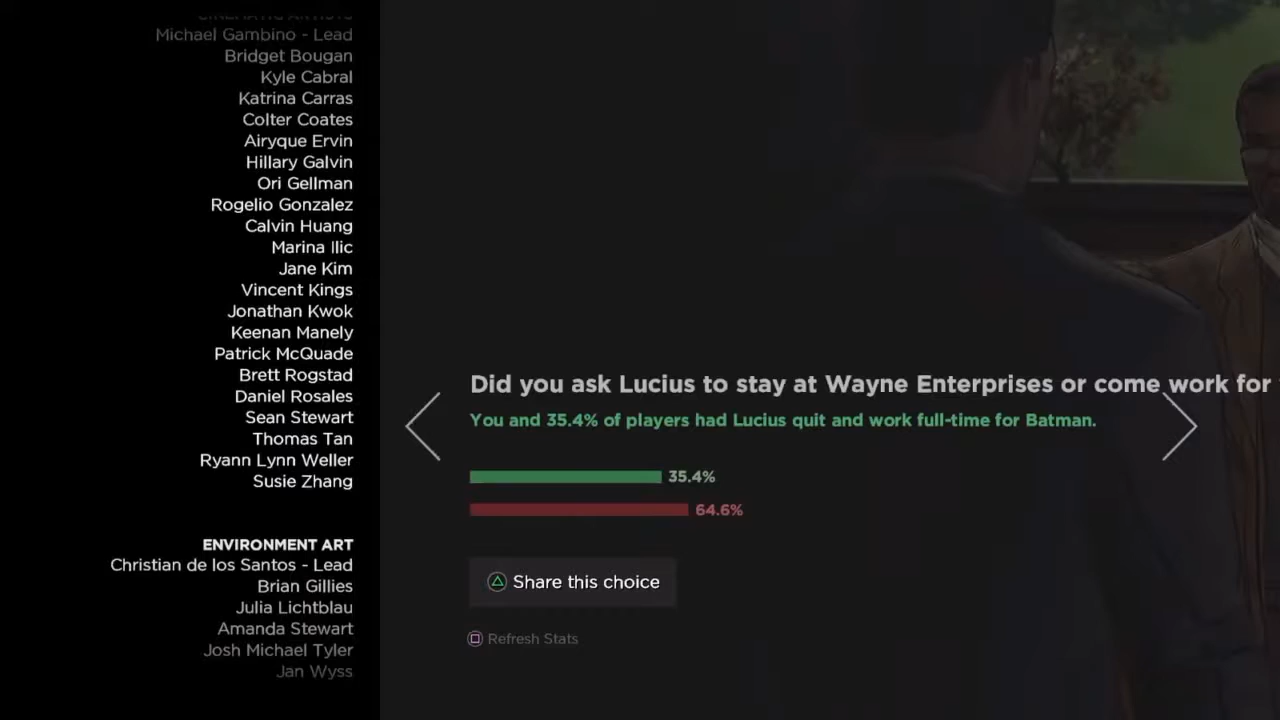 CINEMATIC ARTISTS
Michael Gambino - Lead
Bridget Bougan
Kyle Cabral
Katrina Carras
Colter Coates
Airyque Ervin
Hillary Galvin
Ori Gellman
Rogelio Gonzalez
Calvin Huang
Marina Ilic
Jane Kim
Vincent Kings
Jonathan Kwok
Keenan Manely
Patrick McQuade
Brett Rogstad
Daniel Rosales
Sean Stewart
Thomas Tan
Ryann Lynn Weller
Susie Zhang
ENVIRONMENT ART
Christian de los Santos - Lead
Brian Gillies
Julia Lichtblau
Amanda Stewart
Josh Michael Tyler
Jan Wyss
Did you ask Lucius to stay at Wayne Enterprises or come work for
You and 35.4% of players had Lucius quit and work full-time for Batman.
35.4%
64.6%
Share this choice
Refresh Stats